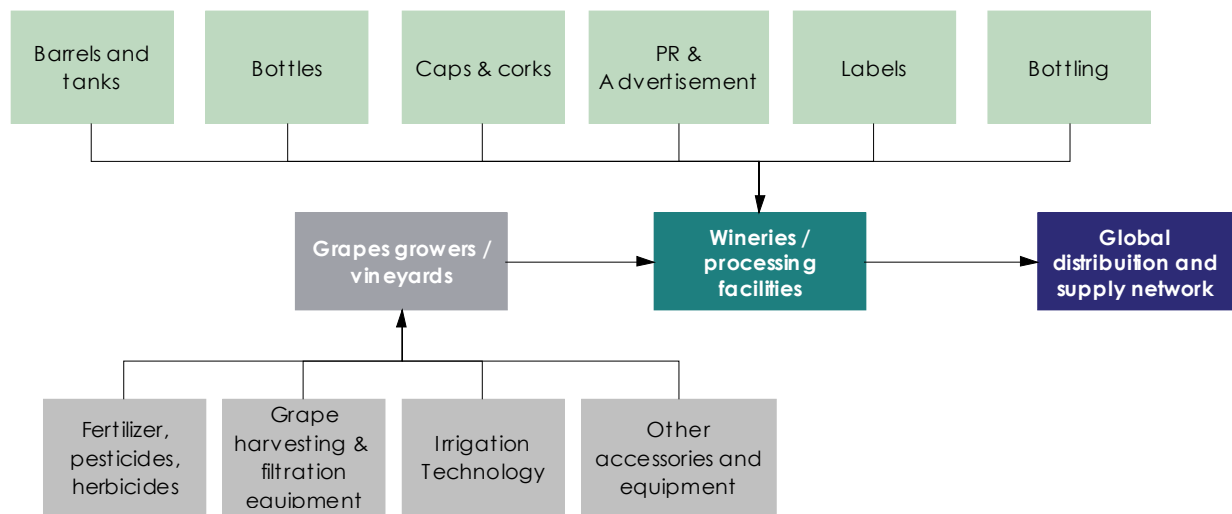 Barrels and
tanks
Bottles
Caps & corks
PR &
Advertisement
Labels
Bottling
Grapes growers /
vineyards
Wineries /
processing
facilities
Global
distribuition and
supply network
Fertilizer,
pesticides,
herbicides
Grape
harvesting &
filtration
equipment
Irrigation
Technology
Other
accessories and
equipment